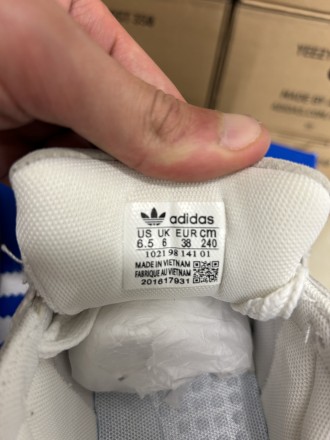 YEEZY
adidas
US UK EUR cm
6.5 6 38 240
1021 98 141 01
MADE IN VIETNAM
FABRIQUE AU VIETNAM
201617931